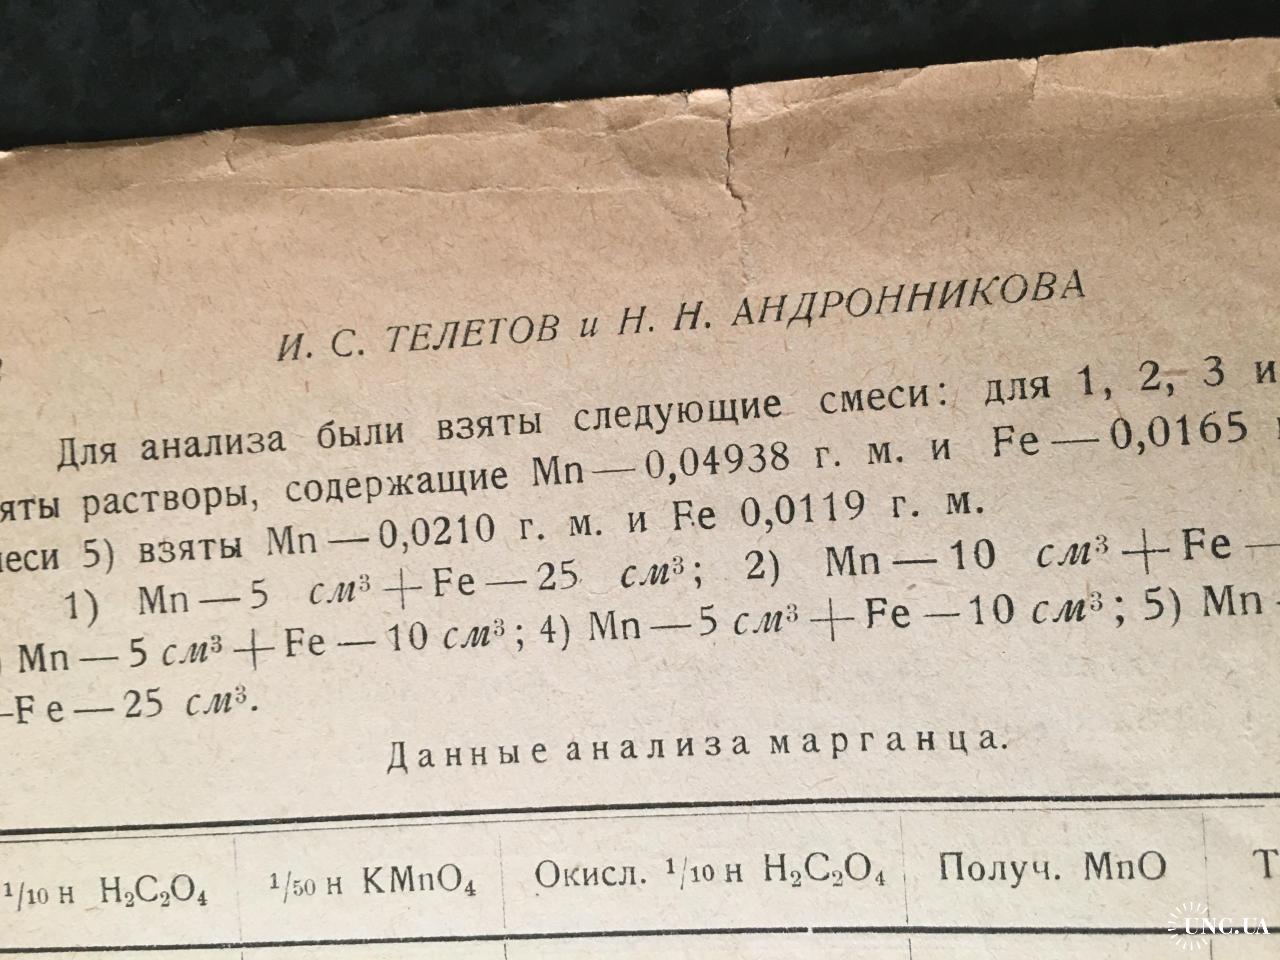 И. С. ТЕЛЕТОВ и Н. Н. АНДРОННИКОВА
Для анализа были взяты следующие смеси: для 1, 2, 3 и
яты растворы, содержащие Mn — 0,04938 г. м. и Fe — 0,0165
меси 5) взяты Mn — 0,0210 г. м. и Fe 0,0119 г. м.
1) Mn — 5 см³ + Fe — 25 см³; 2) Mn — 10 см³ + Fe —
) Mn — 5 см³ + Fe — 10 см³; 4) Mn — 5 см³ + Fe — 10 см³; 5) Mn
—Fe — 25 см³.
Данные анализа марганца.
1/10 н H₂C₂O₄ 1/50 н KMnO₄ Окисл. 1/10 н H₂C₂O₄ Получ. MnO Т
UNC.UA